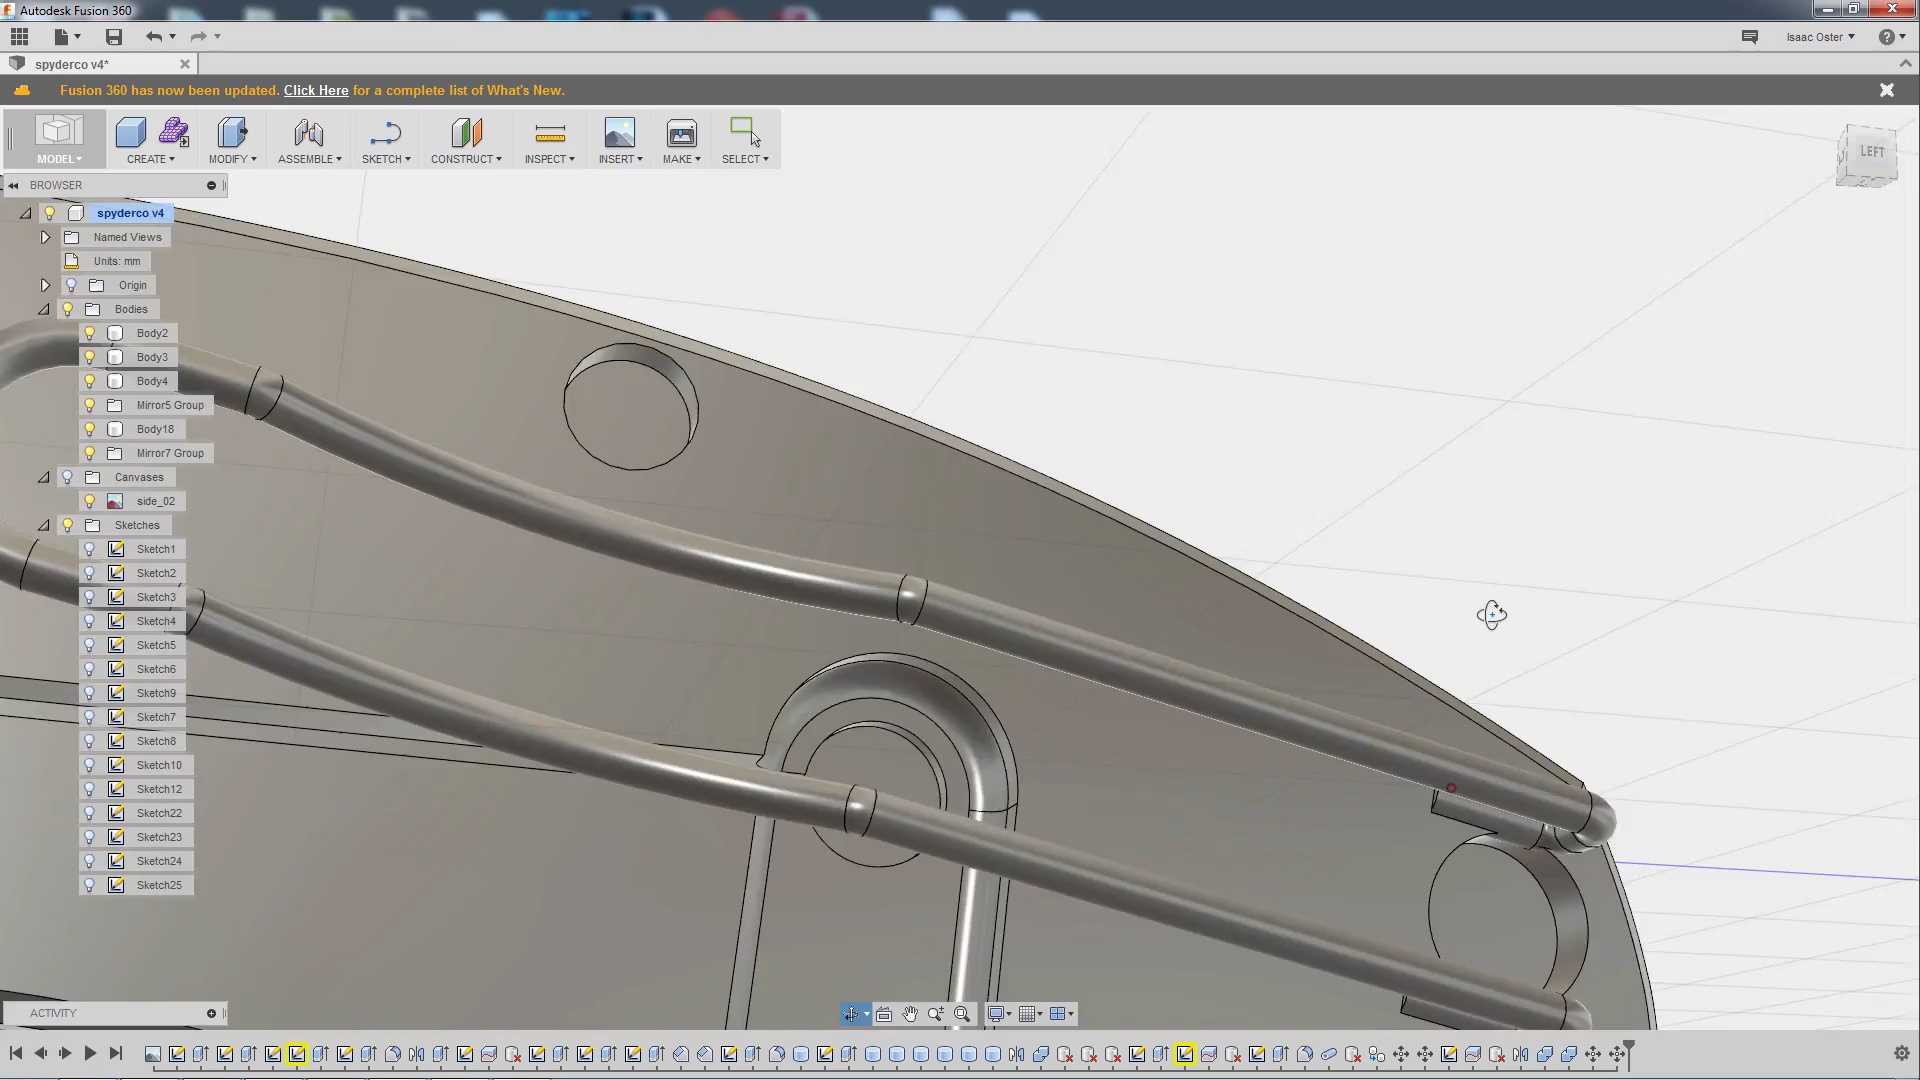 Autodesk Fusion 360
Isaac Oster
spyderco v4*
Fusion 360 has now been updated. Click Here for a complete list of What's New.
MODEL
CREATE
MODIFY
ASSEMBLE
SKETCH
CONSTRUCT
INSPECT
INSERT
MAKE
SELECT
LEFT
BROWSER
spyderco v4
Named Views
Units: mm
Origin
Bodies
Body2
Body3
Body4
Mirror5 Group
Body18
Mirror7 Group
Canvases
side_02
Sketches
Sketch1
Sketch2
Sketch3
Sketch4
Sketch5
Sketch6
Sketch9
Sketch7
Sketch8
Sketch10
Sketch12
Sketch22
Sketch23
Sketch24
Sketch25
ACTIVITY